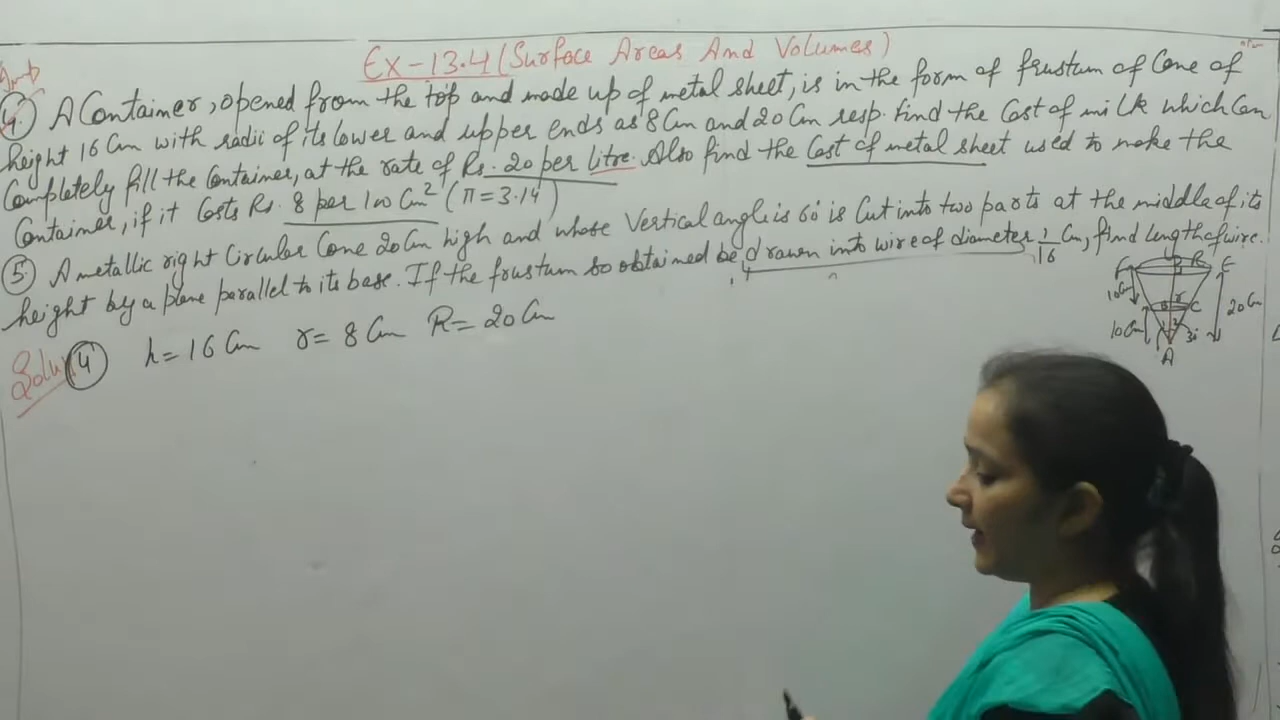 Ex-13.4 (Surface Areas And Volumes)
4. A Container, opened from the top and made up of metal sheet, is in the form of frustum of Cone of
height 16 Cm with radii of its lower and upper ends as 8 Cm and 20 Cm resp. Find the Cost of milk which Can
Completely fill the Container, at the rate of Rs. 20 per litre. Also find the Cost of metal sheet used to make the
Container, if it Costs Rs. 8 per 100 Cm² (π = 3.14)
5 A metallic right Circular Cone 20 Cm high and whose Vertical angle is 60 is Cut into two parts at the middle of its
height by a plane parallel to its base. If the frustum so obtained be drawn into wire of diameter 1/16 Cm, find length of wire.
Soln 4 h = 16 Cm r = 8 Cm R = 20 Cm
R E
10 Cm
r
C
20 Cm
10 Cm
A